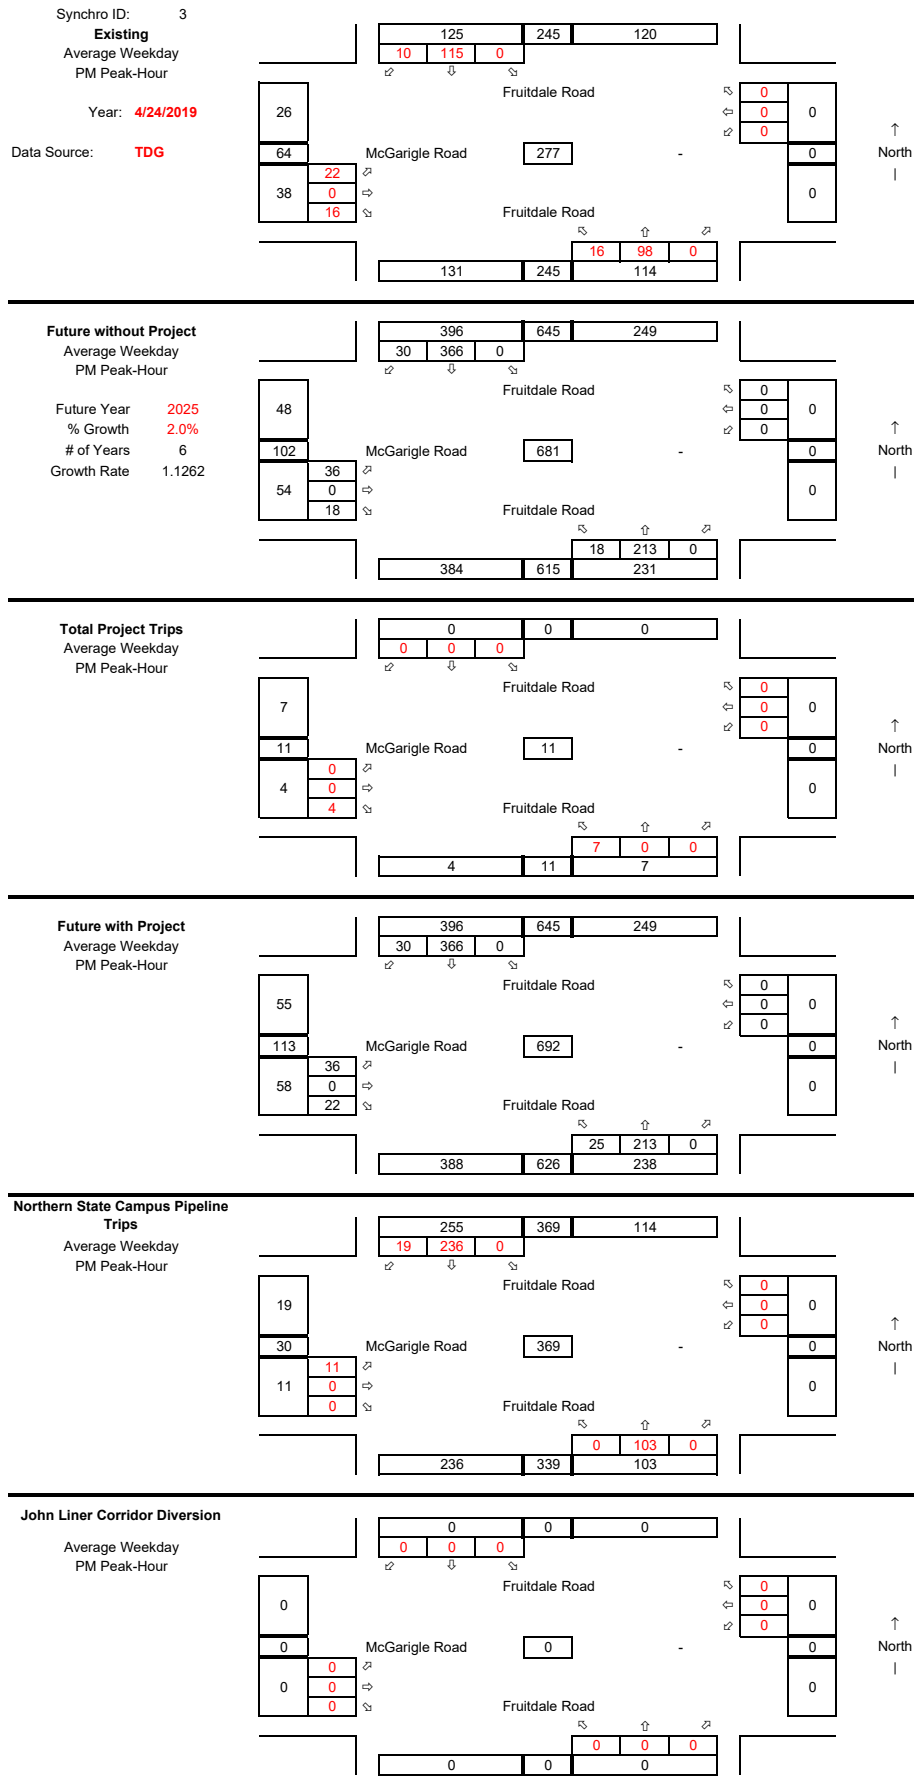 Synchro ID: 3
Existing
Average Weekday
PM Peak-Hour
Year: 4/24/2019
Data Source: TDG
125 245 120
10 115 0
⬃ ⇩ ⬂
Fruitdale Road
26
0
0 0
0
64 McGarigle Road 277 - 0
↑
North
|
22
38 0 0
16
Fruitdale Road
16 98 0
131 245 114
Future without Project
Average Weekday
PM Peak-Hour
Future Year 2025
% Growth 2.0%
# of Years 6
Growth Rate 1.1262
396 645 249
30 366 0
Fruitdale Road
48
0
0 0
0
102 McGarigle Road 681 - 0
↑
North
|
36
54 0 0
18
Fruitdale Road
18 213 0
384 615 231
Total Project Trips
Average Weekday
PM Peak-Hour
0 0 0
0 0 0
Fruitdale Road
7
0
0 0
0
11 McGarigle Road 11 - 0
↑
North
|
0
4 0 0
4
Fruitdale Road
7 0 0
4 11 7
Future with Project
Average Weekday
PM Peak-Hour
396 645 249
30 366 0
Fruitdale Road
55
0
0 0
0
113 McGarigle Road 692 - 0
↑
North
|
36
58 0 0
22
Fruitdale Road
25 213 0
388 626 238
Northern State Campus Pipeline
Trips
Average Weekday
PM Peak-Hour
255 369 114
19 236 0
Fruitdale Road
19
0
0 0
0
30 McGarigle Road 369 - 0
↑
North
|
11
11 0 0
0
Fruitdale Road
0 103 0
236 339 103
John Liner Corridor Diversion
Average Weekday
PM Peak-Hour
0 0 0
0 0 0
Fruitdale Road
0
0
0 0
0
0 McGarigle Road 0 - 0
↑
North
|
0
0 0 0
0
Fruitdale Road
0 0 0
0 0 0